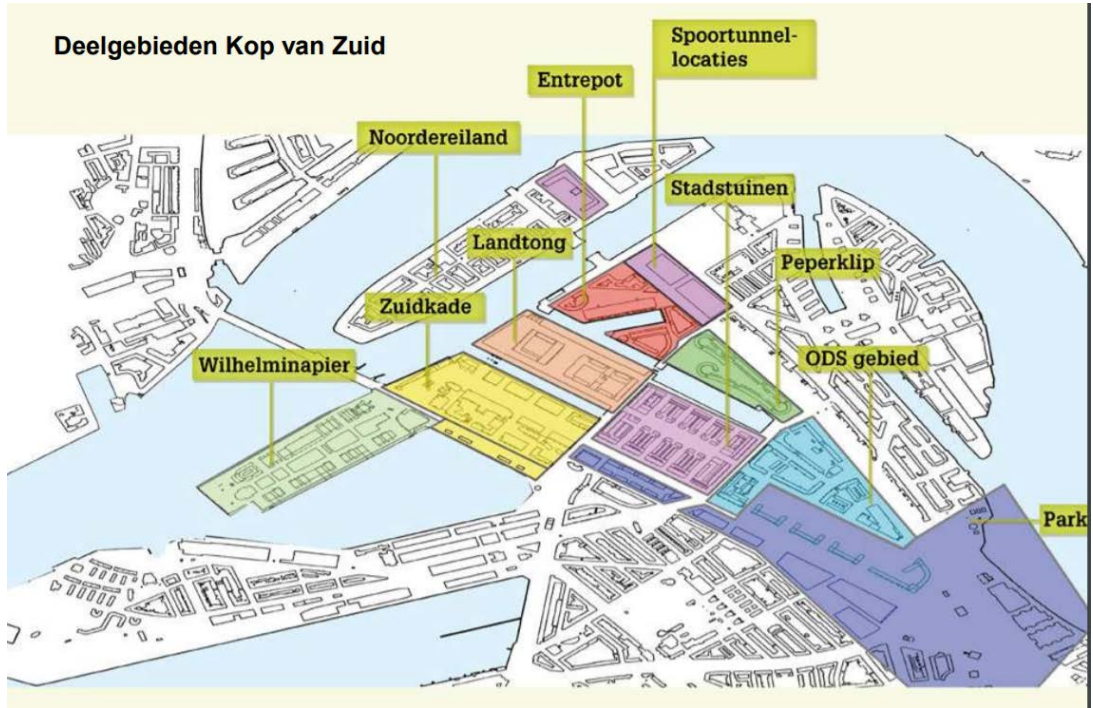 Deelgebieden Kop van Zuid
Spoortunnel-
locaties
Entrepot
Noordereiland
Stadstuinen
Landtong
Peperklip
Zuidkade
ODS gebied
Wilhelminapier
Park